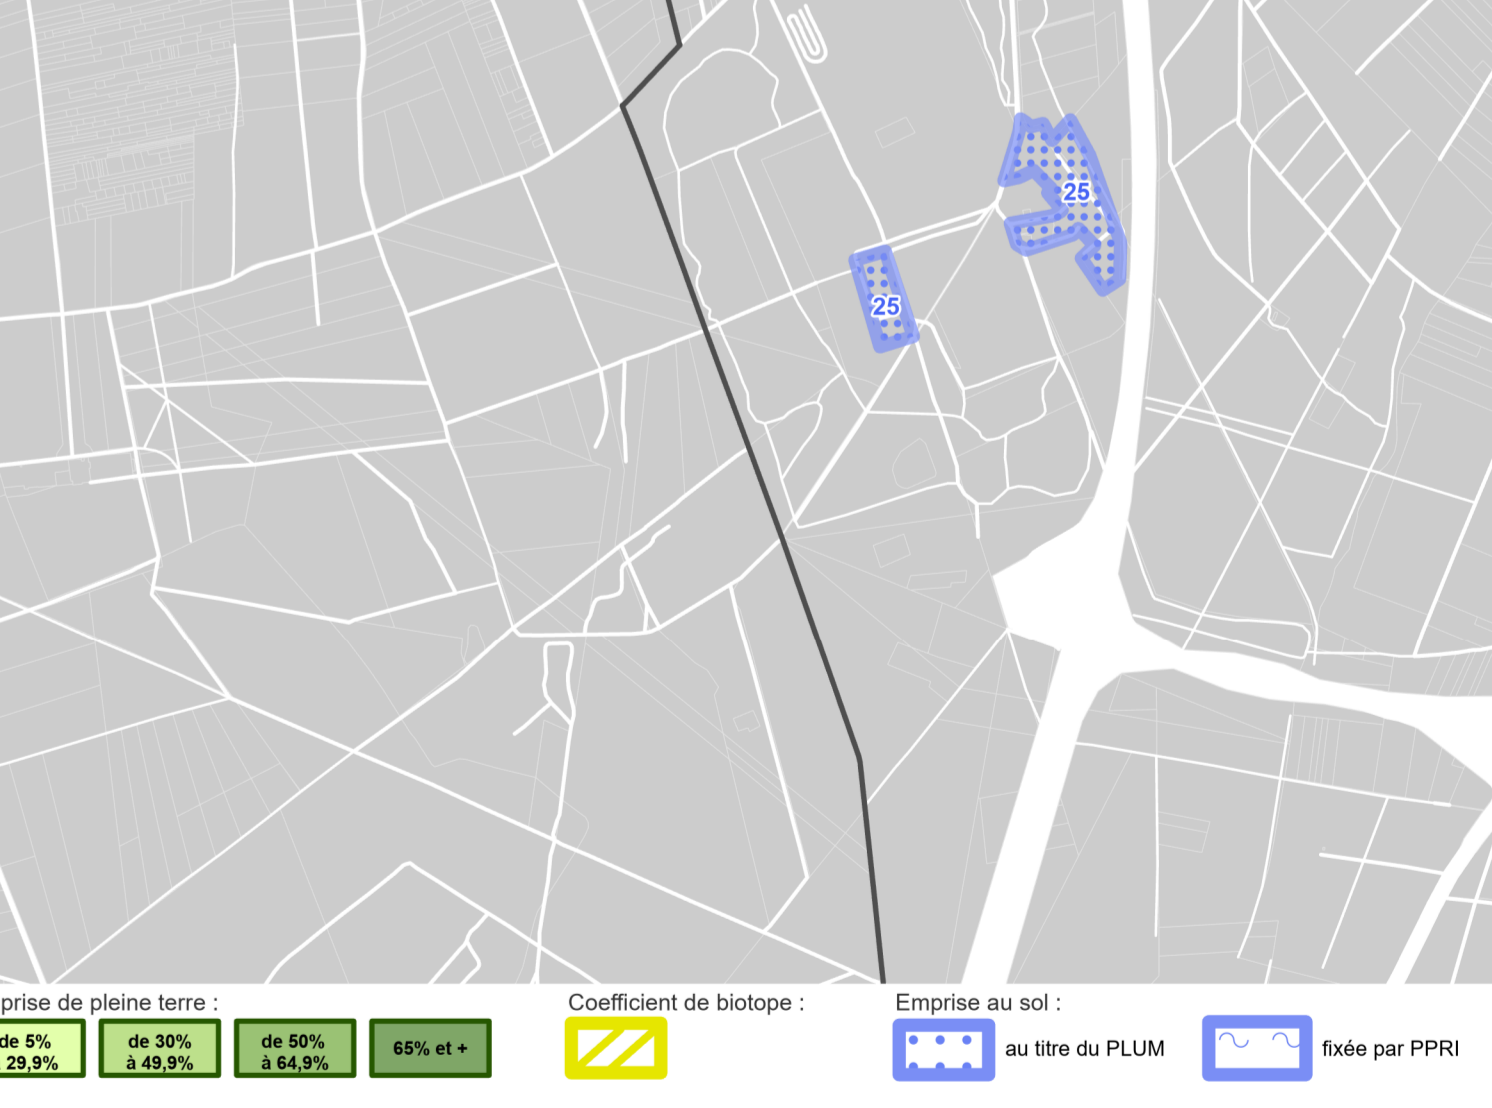 25
25
prise de pleine terre :
Coefficient de biotope :
Emprise au sol :
de 5%
29,9%
de 30%
à 49,9%
de 50%
à 64,9%
65% et +
au titre du PLUM
fixée par PPRI